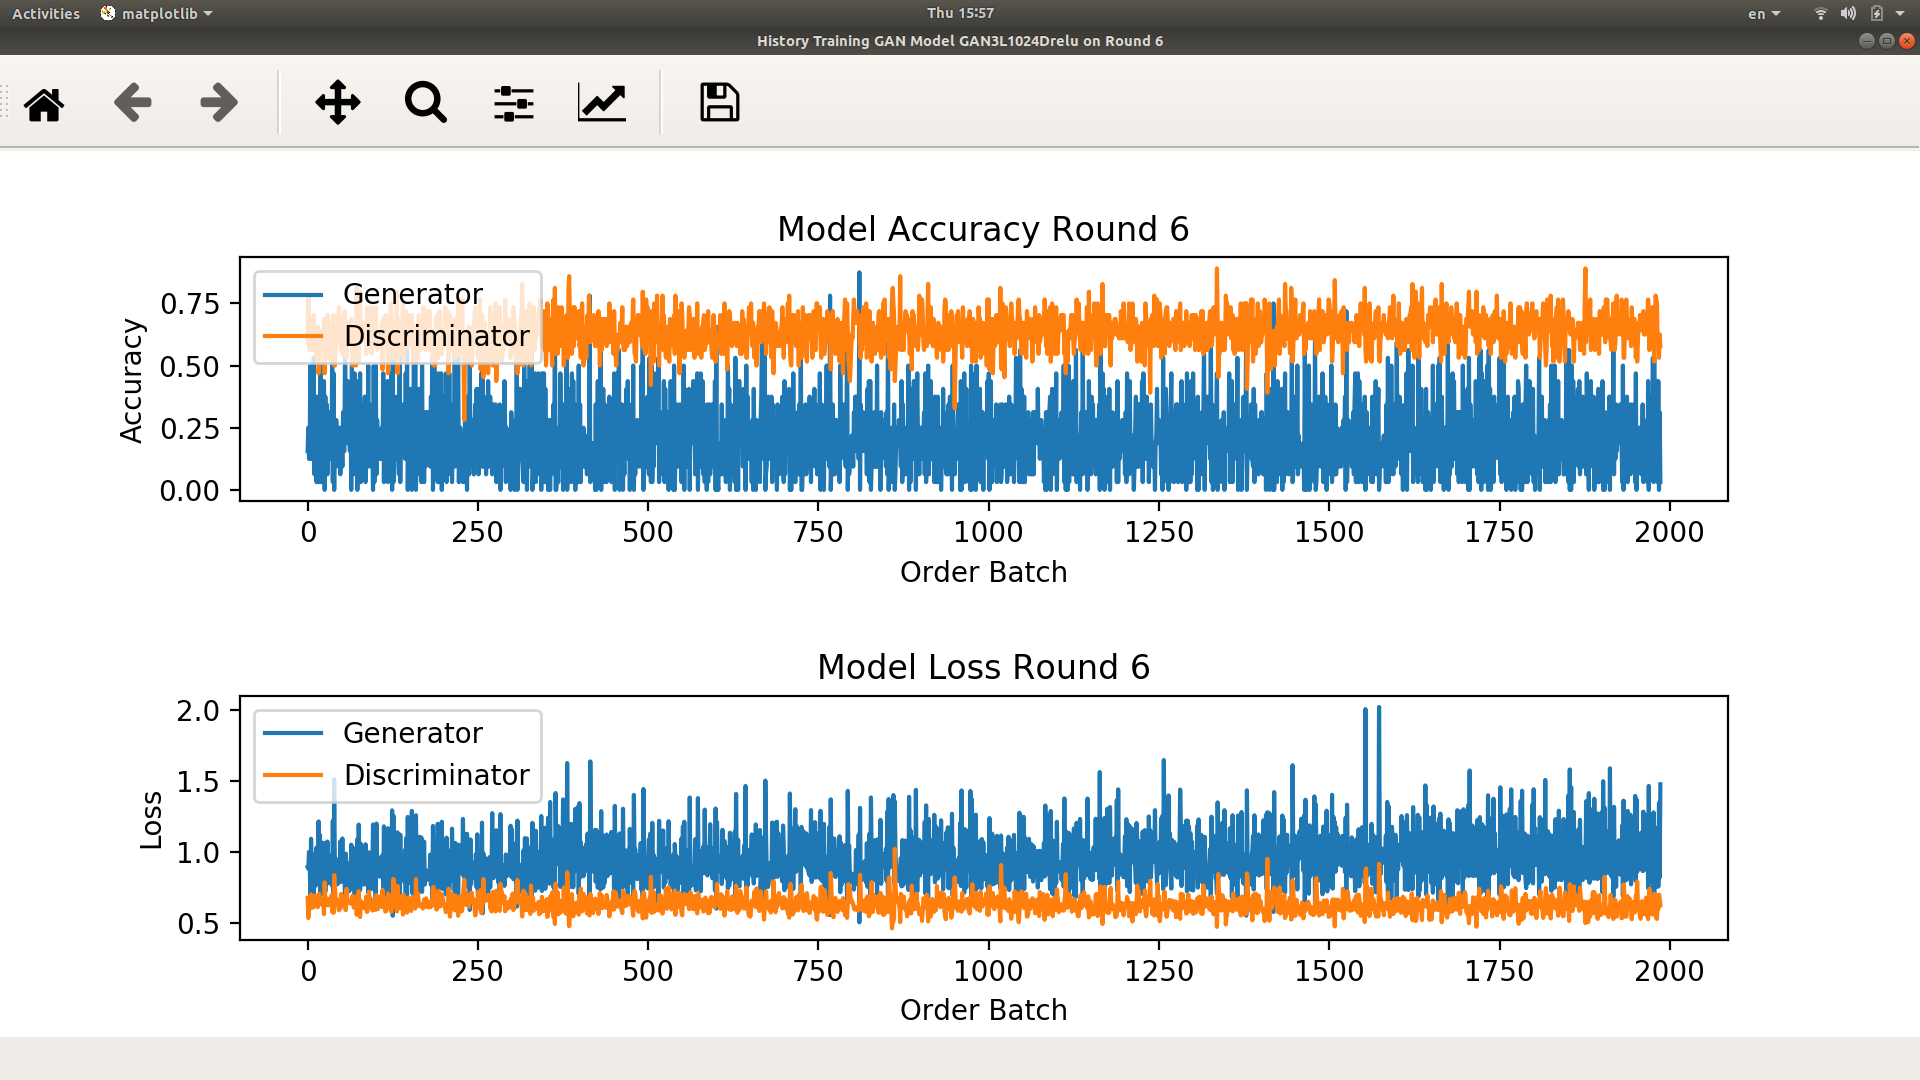 Activities matplotlib Thu 15:57 en
History Training GAN Model GAN3L1024Drelu on Round 6
Model Accuracy Round 6
Generator
Discriminator
Accuracy
0.75
0.50
0.25
0.00
0 250 500 750 1000 1250 1500 1750 2000
Order Batch
Model Loss Round 6
Generator
Discriminator
Loss
2.0
1.5
1.0
0.5
0 250 500 750 1000 1250 1500 1750 2000
Order Batch